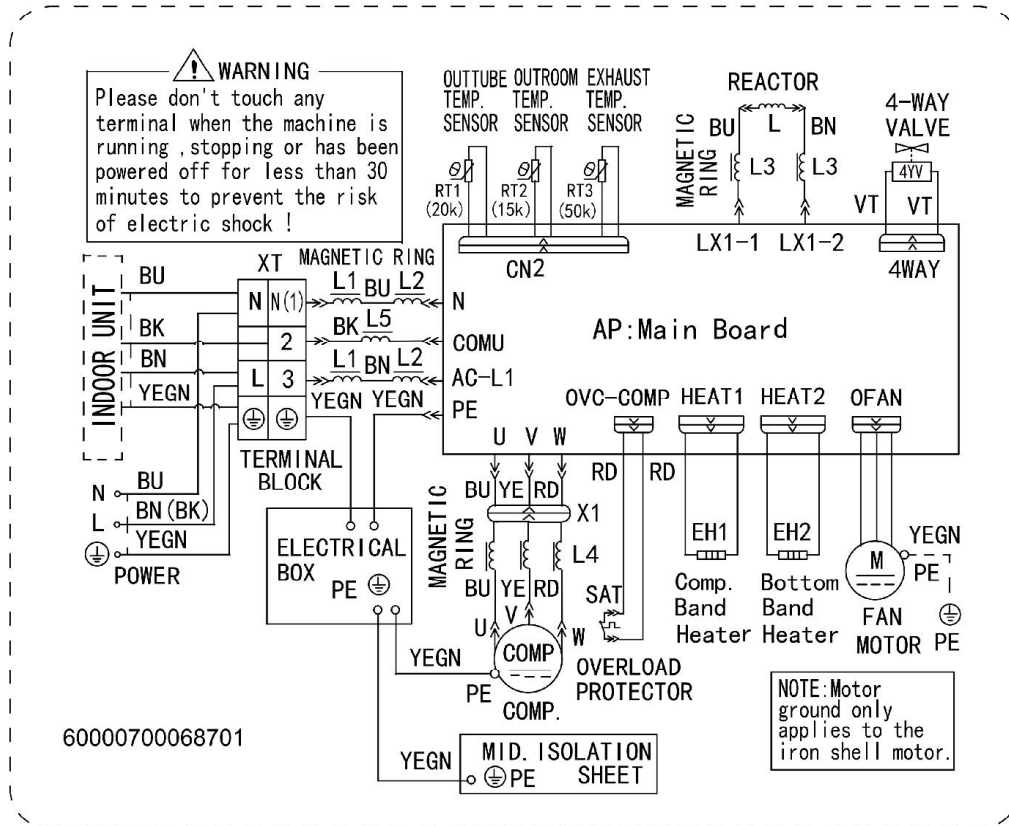 WARNING
Please don't touch any
terminal when the machine is
running ,stopping or has been
powered off for less than 30
minutes to prevent the risk
of electric shock !
OUTTUBE OUTROOM EXHAUST
TEMP. TEMP. TEMP.
SENSOR SENSOR SENSOR
RT1 RT2 RT3
(20k) (15k) (50k)
CN2
REACTOR
BU L BN
MAGNETIC
RING
L3 L3
LX1-1 LX1-2
4-WAY
VALVE
4YV
VT VT
4WAY
INDOOR UNIT
BU
BK
BN
YEGN
XT
N N(1)
2
L 3
TERMINAL
BLOCK
MAGNETIC RING
L1 BU L2
N
BK L5
COMU
L1 BN L2
AC-L1
YEGN YEGN
PE
AP:Main Board
OVC-COMP HEAT1 HEAT2 OFAN
U V W
RD RD
N BU
L BN(BK)
YEGN
POWER
ELECTRICAL
BOX
PE
MAGNETIC
RING
BU YE RD
X1
L4
BU YE RD
U V W
COMP
YEGN
PE
COMP.
SAT
OVERLOAD
PROTECTOR
EH1
Comp.
Band
Heater
EH2
Bottom
Band
Heater
M
YEGN
PE
FAN
MOTOR PE
NOTE:Motor
ground only
applies to the
iron shell motor.
60000700068701
YEGN
MID. ISOLATION
PE SHEET